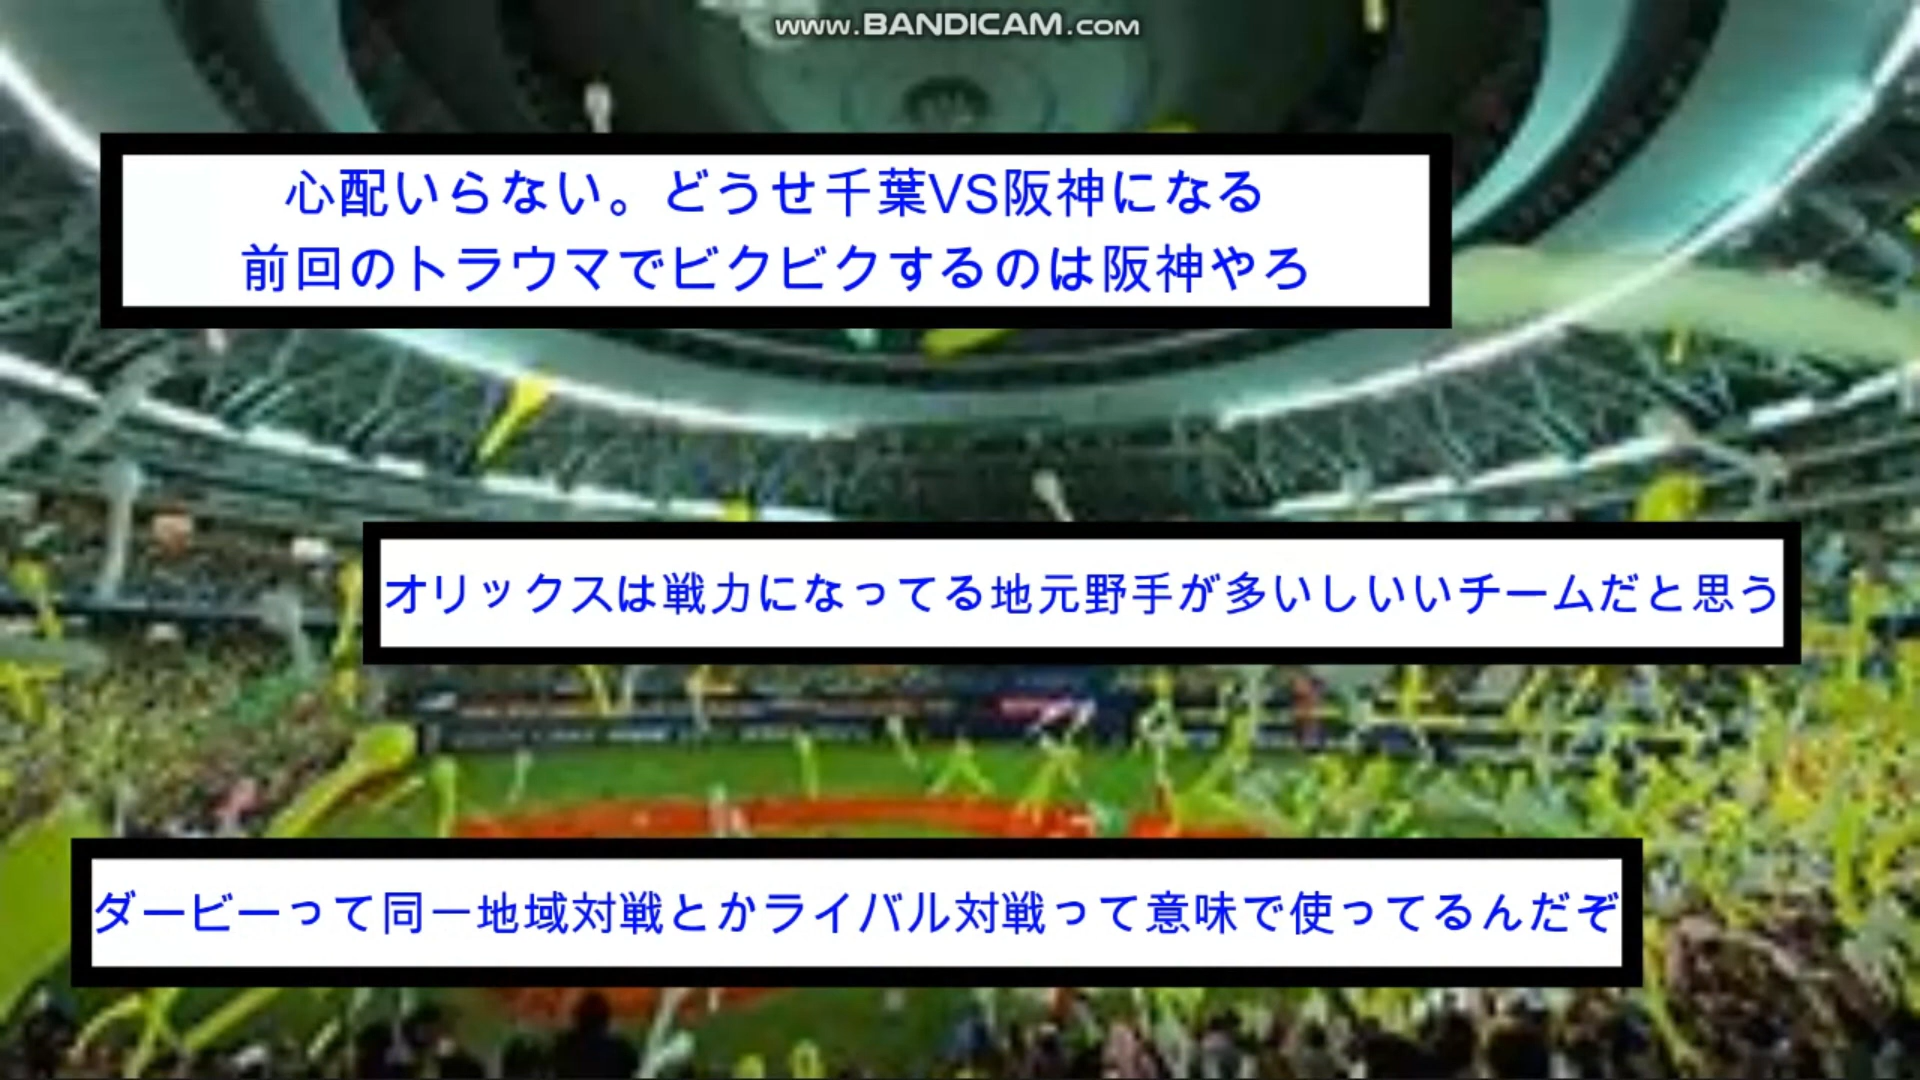 www.BANDICAM.com
心配いらない。どうせ千葉VS阪神になる
前回のトラウマでビクビクするのは阪神やろ
オリックスは戦力になってる地元野手が多いしいいチームだと思う
ダービーって同一地域対戦とかライバル対戦って意味で使ってるんだぞ